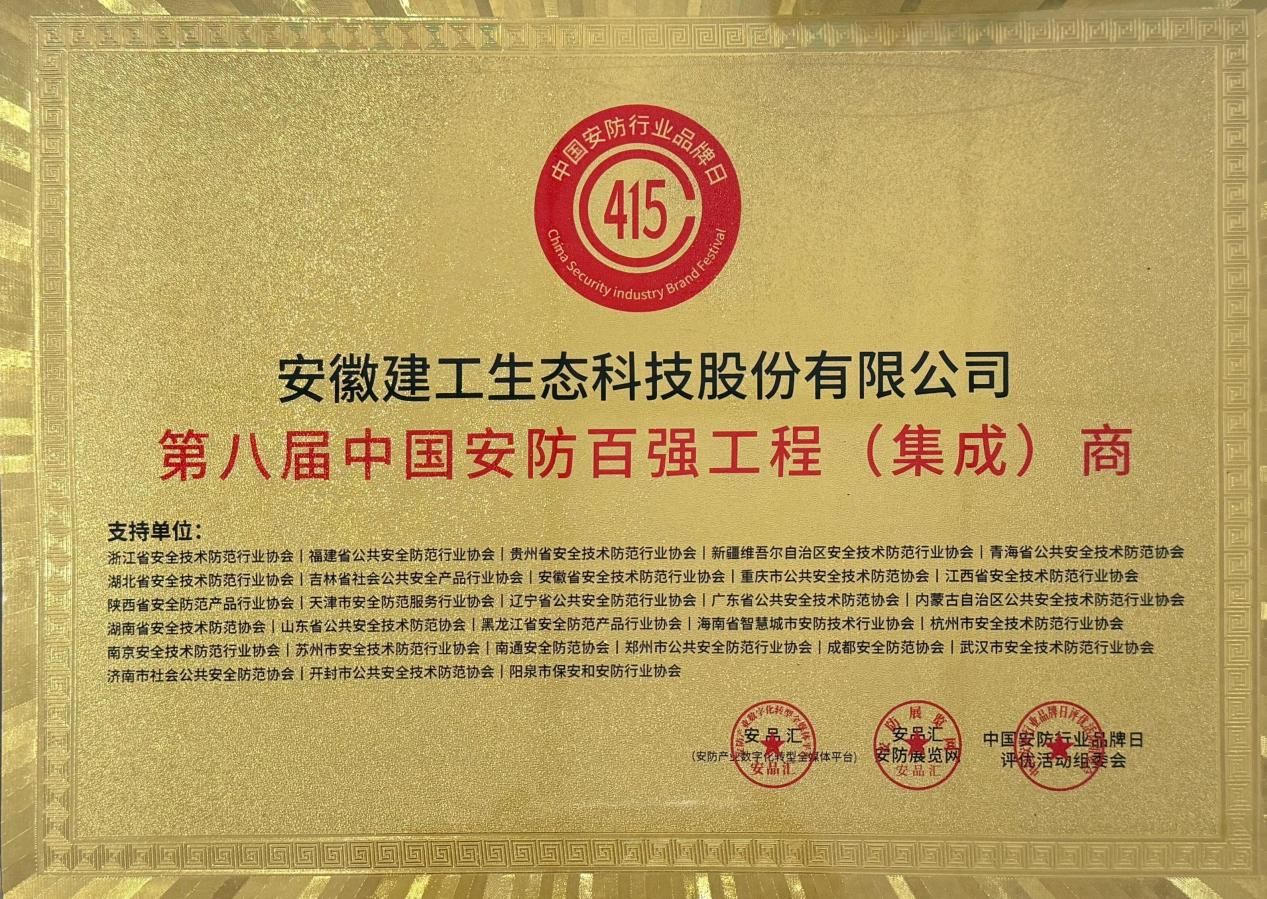 中国安防行业品牌日
415
China Security industry Brand Festival
安徽建工生态科技股份有限公司
第八届中国安防百强工程（集成）商
支持单位：
浙江省安全技术防范行业协会｜福建省公共安全防范行业协会｜贵州省安全技术防范行业协会｜新疆维吾尔自治区安全技术防范行业协会｜青海省公共安全技术防范协会
湖北省安全技术防范行业协会｜吉林省社会公共安全产品行业协会｜安徽省安全技术防范行业协会｜重庆市公共安全技术防范协会｜江西省安全技术防范行业协会
陕西省安全防范产品行业协会｜天津市安全防范服务行业协会｜辽宁省公共安全防范行业协会｜广东省公共安全技术防范协会｜内蒙古自治区公共安全技术防范行业协会
湖南省安全技术防范协会｜山东省公共安全技术防范协会｜黑龙江省安全防范产品行业协会｜海南省智慧城市安防技术行业协会｜杭州市安全技术防范行业协会
南京安全技术防范行业协会｜苏州市安全技术防范行业协会｜南通安全防范协会｜郑州市公共安全防范行业协会｜成都安全防范协会｜武汉市安全技术防范行业协会
济南市社会公共安全防范协会｜开封市公共安全技术防范协会｜阳泉市保安和安防行业协会
安品汇
（安防产业数字化转型全媒体平台）
安品汇
安品汇
安防展览网
安品汇
中国安防行业品牌日
评优活动组委会